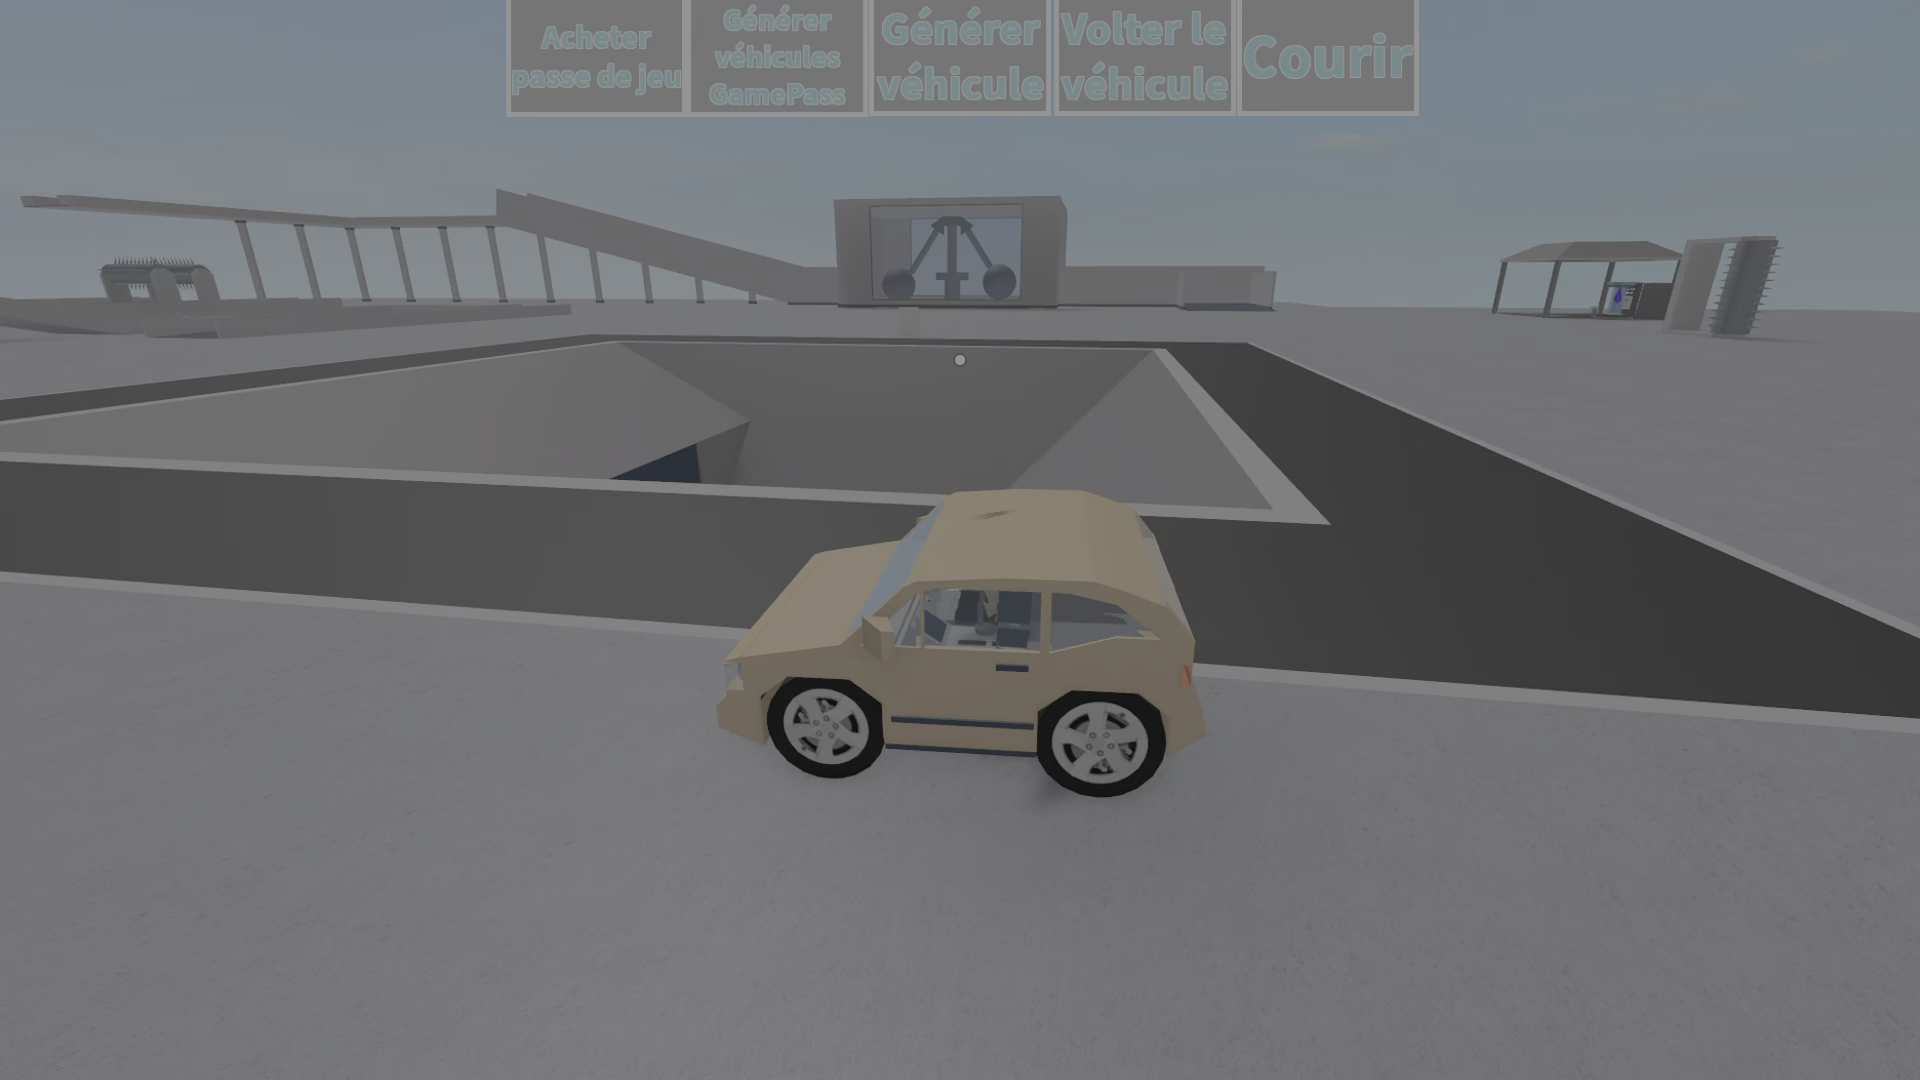 Acheter
passe de jeu
Générer
véhicules
GamePass
Générer
véhicule
Volter le
véhicule
Courir